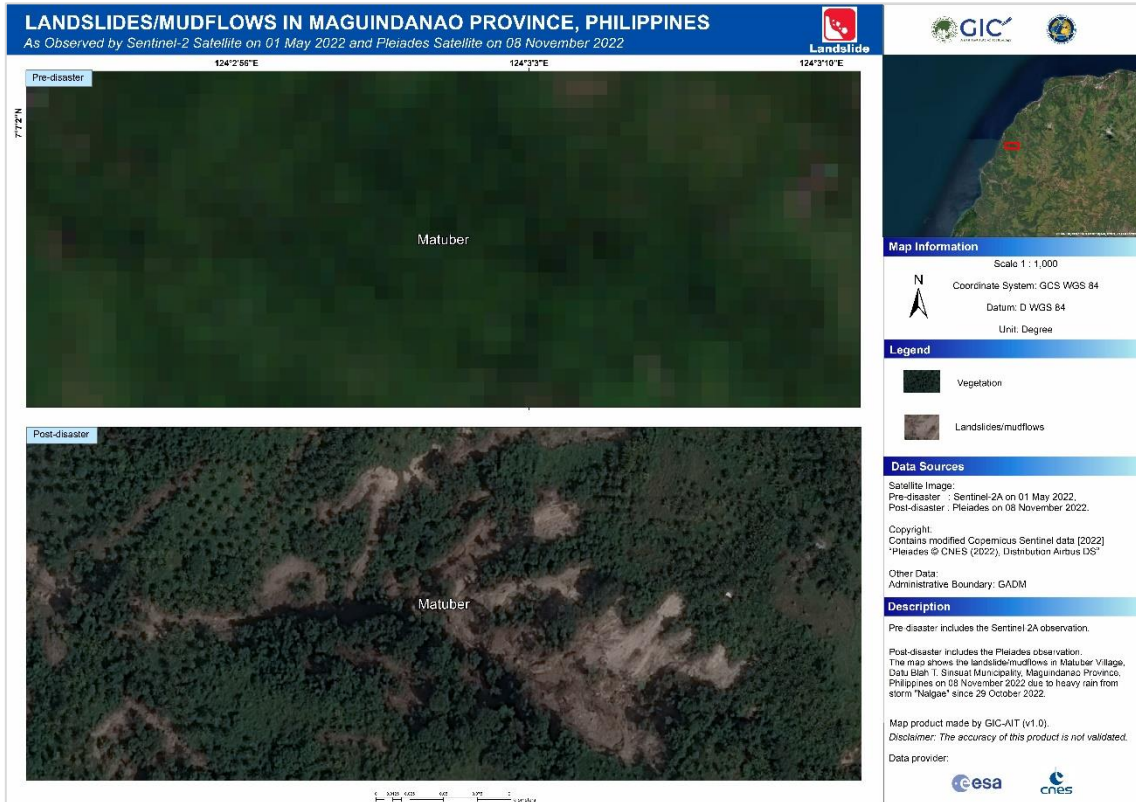 LANDSLIDES/MUDFLOWS IN MAGUINDANAO PROVINCE, PHILIPPINES
As Observed by Sentinel-2 Satellite on 01 May 2022 and Pleiades Satellite on 08 November 2022
Landslide
GIC
124°2'56"E
124°3'3"E
124°3'10"E
7°7'2"N
Pre-disaster
Matuber
Post-disaster
Matuber
Map Information
Scale 1 : 1,000
N
Coordinate System: GCS WGS 84
Datum: D WGS 84
Unit: Degree
Legend
Vegetation
Landslides/mudflows
Data Sources
Satellite Image:
Pre-disaster : Sentinel-2A on 01 May 2022,
Post-disaster : Pleiades on 08 November 2022.
Copyright:
Contains modified Copernicus Sentinel data [2022]
"Pleiades © CNES (2022), Distribution Airbus DS"
Other Data:
Administrative Boundary: GADM
Description
Pre-disaster includes the Sentinel-2A observation.
Post-disaster includes the Pleiades observation.
The map shows the landslide/mudflows in Matuber Village,
Datu Blah T. Sinsuat Municipality, Maguindanao Province,
Philippines on 08 November 2022 due to heavy rain from
storm "Nalgae" since 29 October 2022.
Map product made by GIC-AIT (v1.0).
Disclaimer: The accuracy of this product is not validated.
Data provider:
esa
cnes